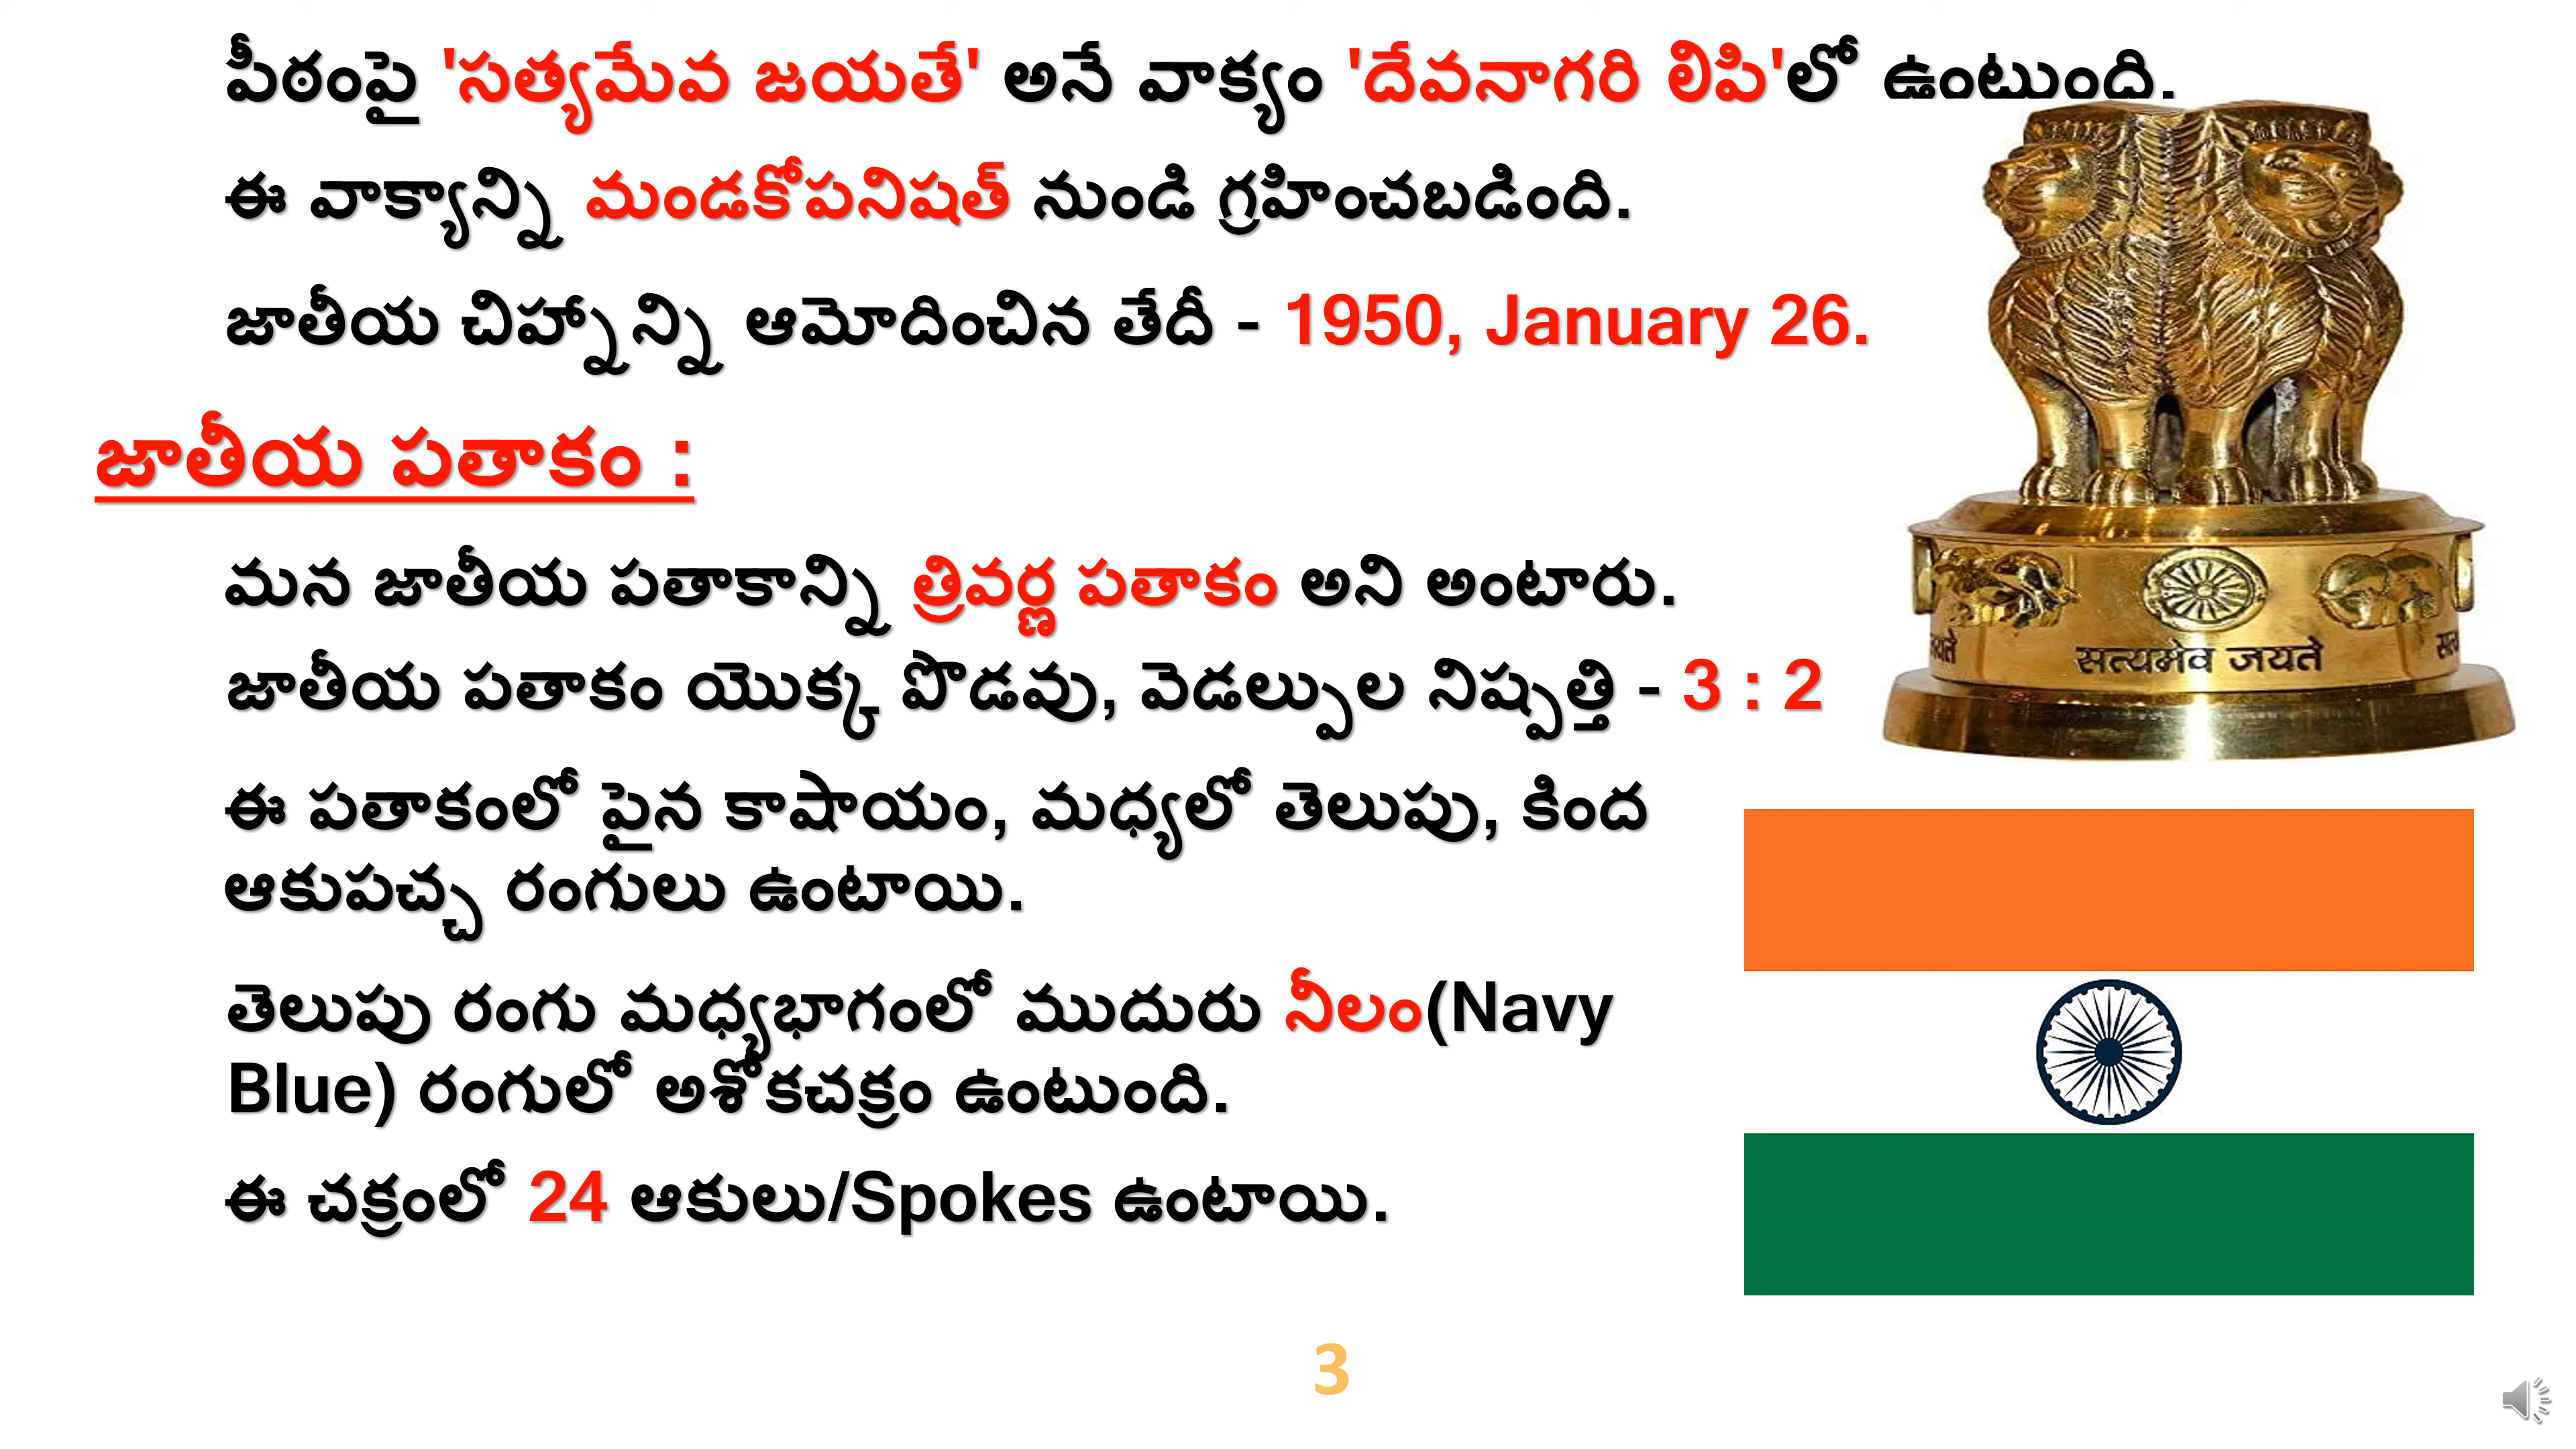 పీఠంపై 'సత్యమేవ జయతే' అనే వాక్యం 'దేవనాగరి లిపి'లో ఉంటుంది.
ఈ వాక్యాన్ని మండకోపనిషత్ నుండి గ్రహించబడింది.
జాతీయ చిహ్నాన్ని ఆమోదించిన తేదీ - 1950, January 26.
జాతీయ పతాకం :
మన జాతీయ పతాకాన్ని త్రివర్ణ పతాకం అని అంటారు.
జాతీయ పతాకం యొక్క పొడవు, వెడల్పుల నిష్పత్తి - 3 : 2
सत्यमेव जयते
ఈ పతాకంలో పైన కాషాయం, మధ్యలో తెలుపు, కింద
ఆకుపచ్చ రంగులు ఉంటాయి.
తెలుపు రంగు మధ్యభాగంలో ముదురు నీలం(Navy
Blue) రంగులో అశోకచక్రం ఉంటుంది.
ఈ చక్రంలో 24 ఆకులు/Spokes ఉంటాయి.
3